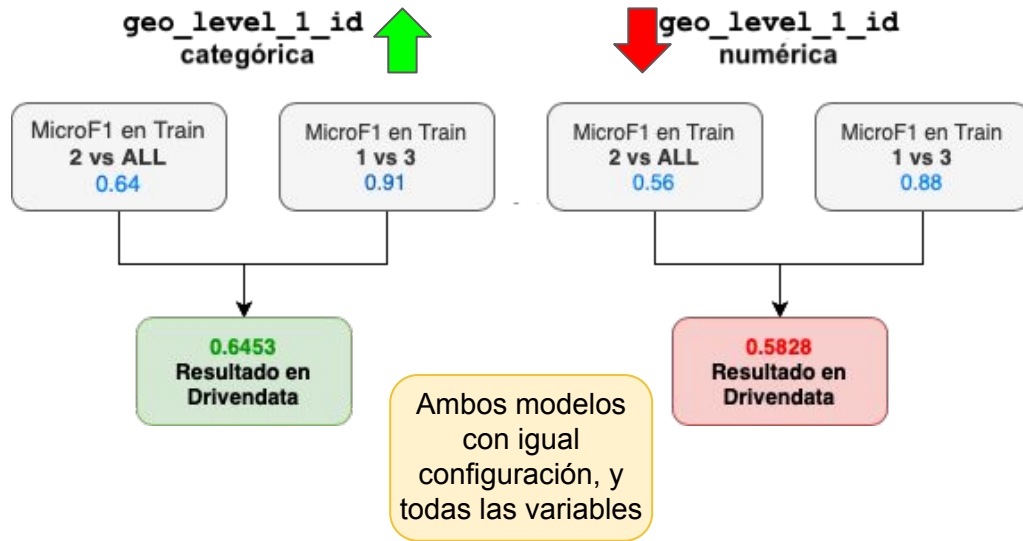 geo_level_1_id
categórica
geo_level_1_id
numérica
MicroF1 en Train
2 vs ALL
0.64
MicroF1 en Train
1 vs 3
0.91
MicroF1 en Train
2 vs ALL
0.56
MicroF1 en Train
1 vs 3
0.88
0.6453
Resultado en
Drivendata
0.5828
Resultado en
Drivendata
Ambos modelos
con igual
configuración, y
todas las variables